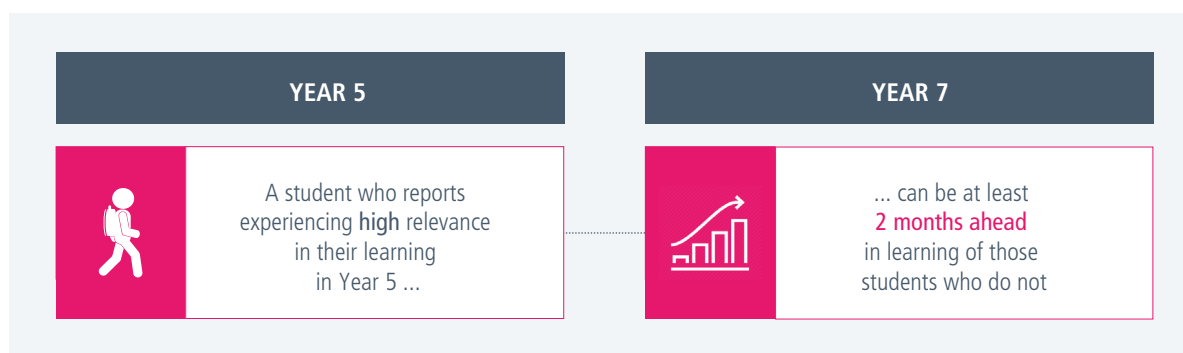 YEAR 5
A student who reports
experiencing high relevance
in their learning
in Year 5 ...
YEAR 7
... can be at least
2 months ahead
in learning of those
students who do not